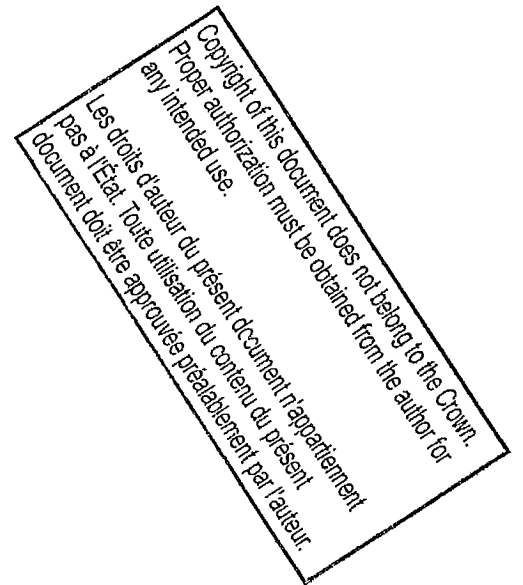 Copyright of this document does not belong to the Crown.
Proper authorization must be obtained from the author for
any intended use.
Les droits d'auteur du présent document n'appartiennent
pas à l'État. Toute utilisation du contenu du présent
document doit être approuvée préalablement par l'auteur.